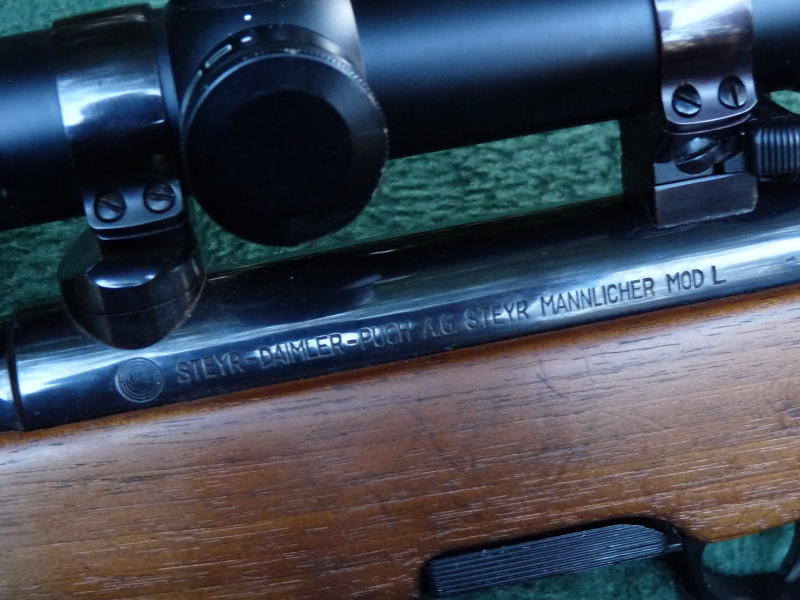 STEYR-DAIMLER-PUCH A.G. STEYR MANNLICHER MOD L